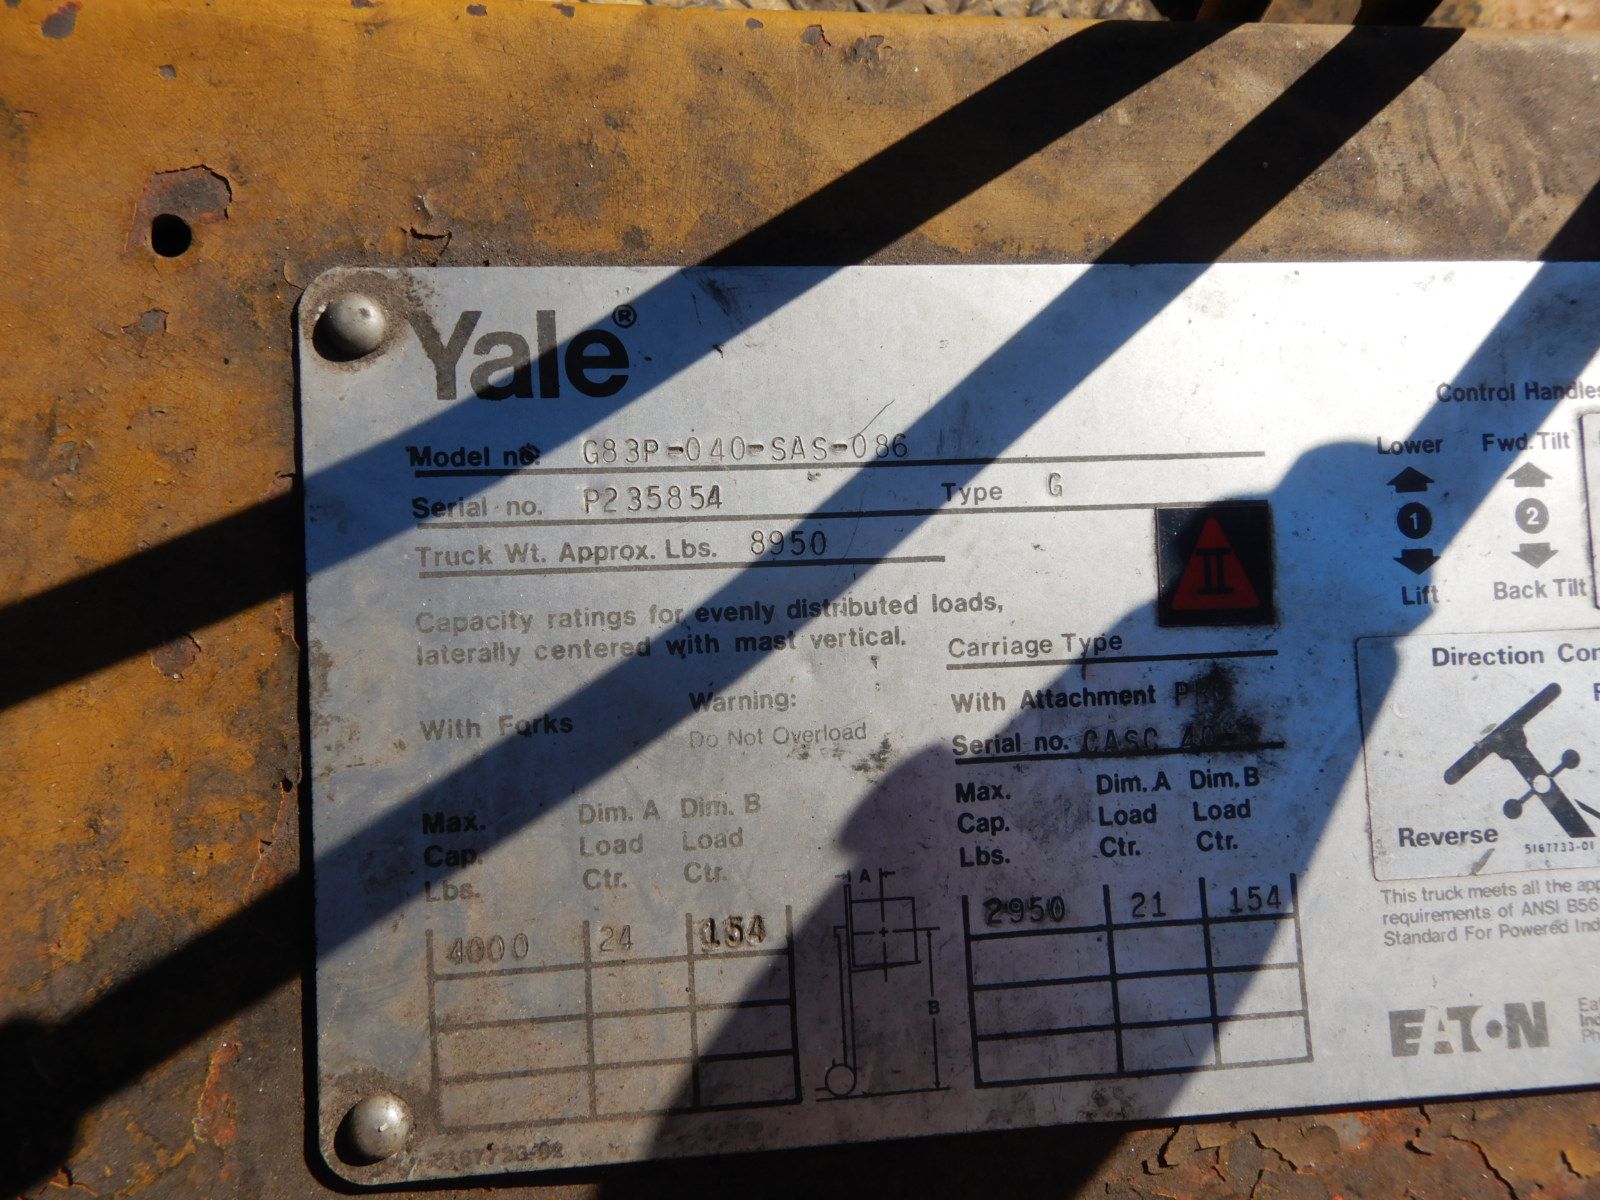 Yale®
Model no. G83P-040-SAS-086
Serial no. P235854 Type G
Truck Wt. Approx. Lbs. 8950
Capacity ratings for evenly distributed loads,
laterally centered with mast vertical.
II
Carriage Type
With Forks
Warning:
Do Not Overload
With Attachment
Serial no. CASC
Max. Cap. Lbs.
Dim. A Load Ctr.
Dim. B Load Ctr.
4000 24 154
A
B
Max. Cap. Lbs.
Dim. A Load Ctr.
Dim. B Load Ctr.
2950 21 154
Control Handles
Lower Fwd. Tilt
1 2
Lift Back Tilt
Direction
Reverse
5167733-01
This truck meets all the
requirements of ANSI B56
Standard For Powered
EATON